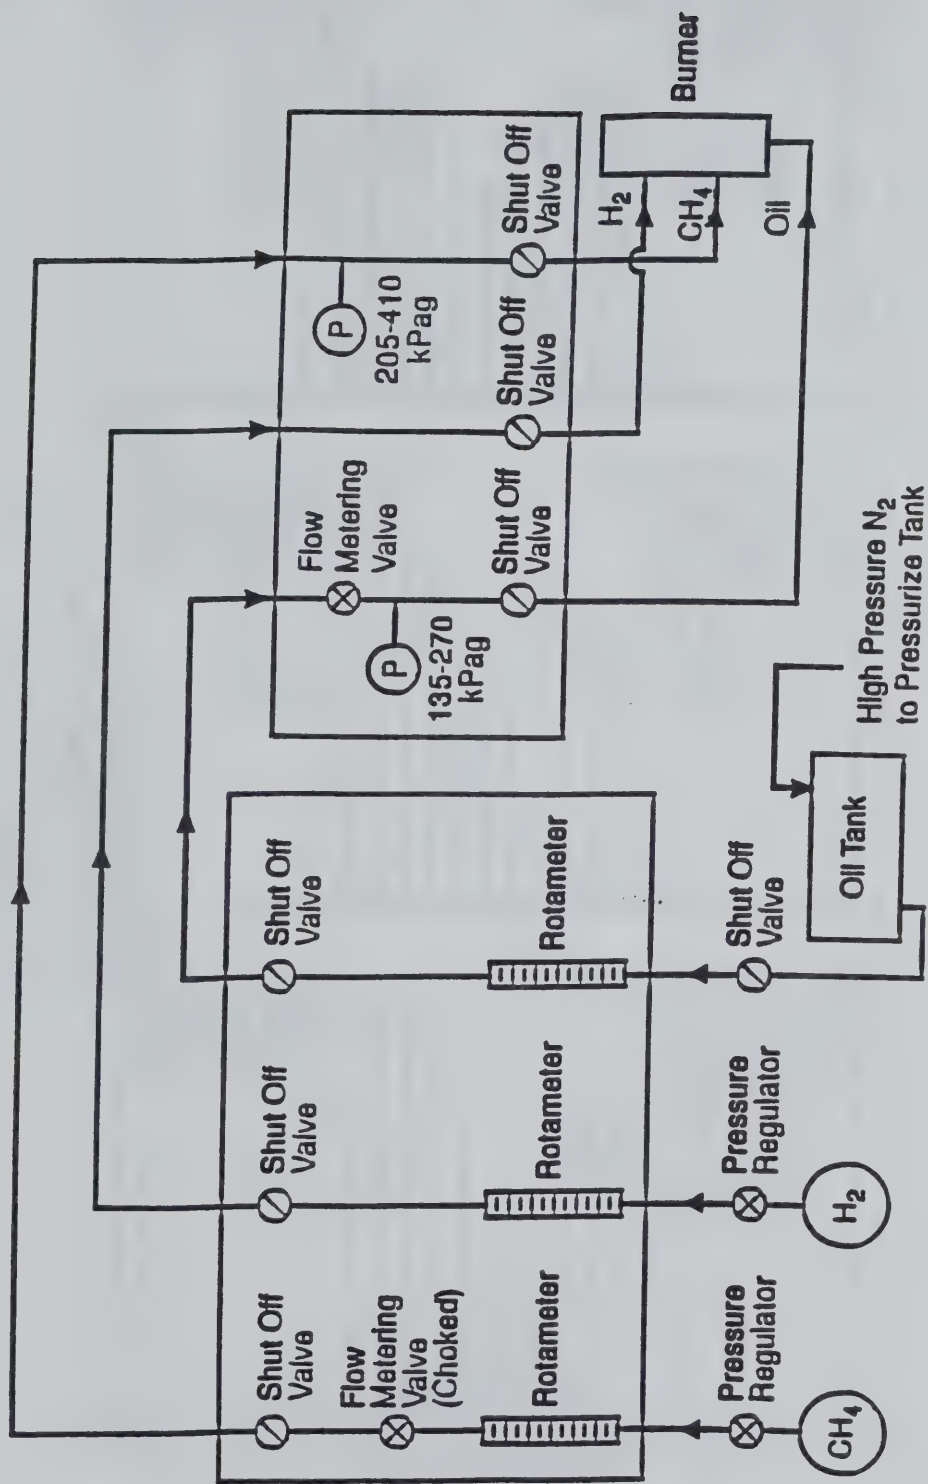 Shut Off
Valve
Flow
Metering
Valve
(Choked)
Rotameter
Pressure
Regulator
CH4
Shut Off
Valve
Rotameter
Pressure
Regulator
H2
Shut Off
Valve
Rotameter
Shut Off
Valve
Oil Tank
High Pressure N2
to Pressurize Tank
Flow
Metering
Valve
P
135-270
kPag
Shut Off
Valve
Shut Off
Valve
P
205-410
kPag
Shut Off
Valve
H2
CH4
Oil
Burner